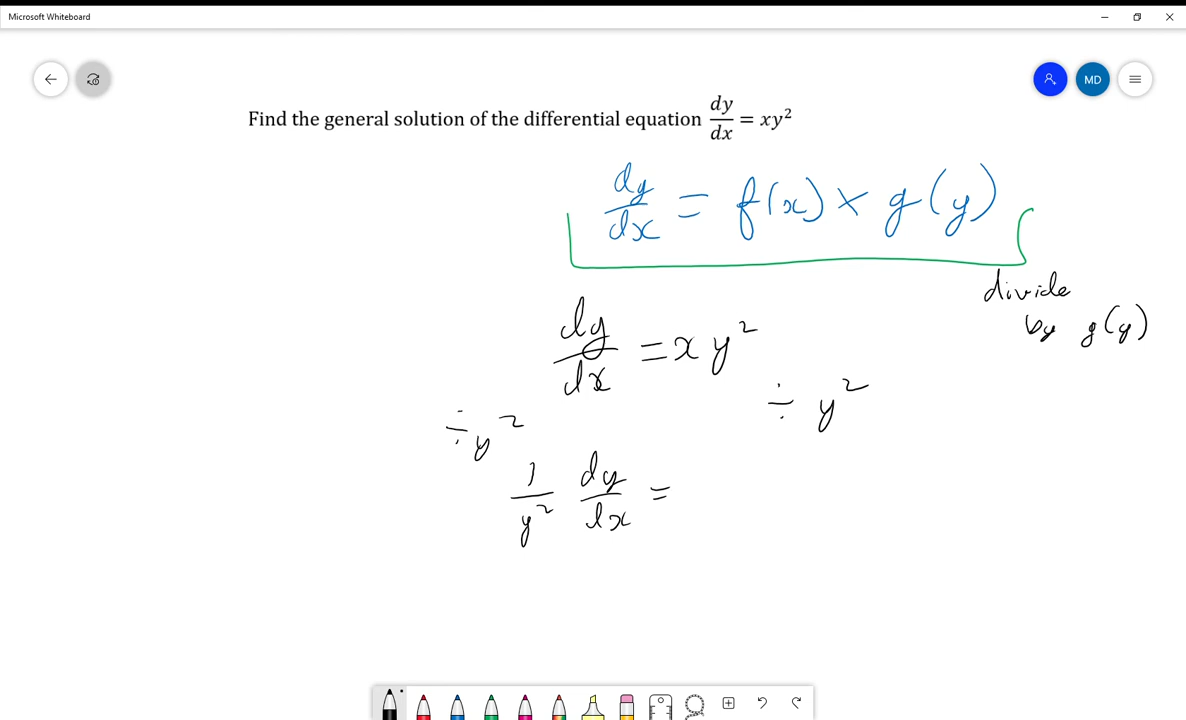 Microsoft Whiteboard
MD
Find the general solution of the differential equation dy/dx = xy²
dy/dx = f(x) × g(y)
divide
by g(y)
dy/dx = x y²
÷ y² ÷ y²
1/y² dy/dx =